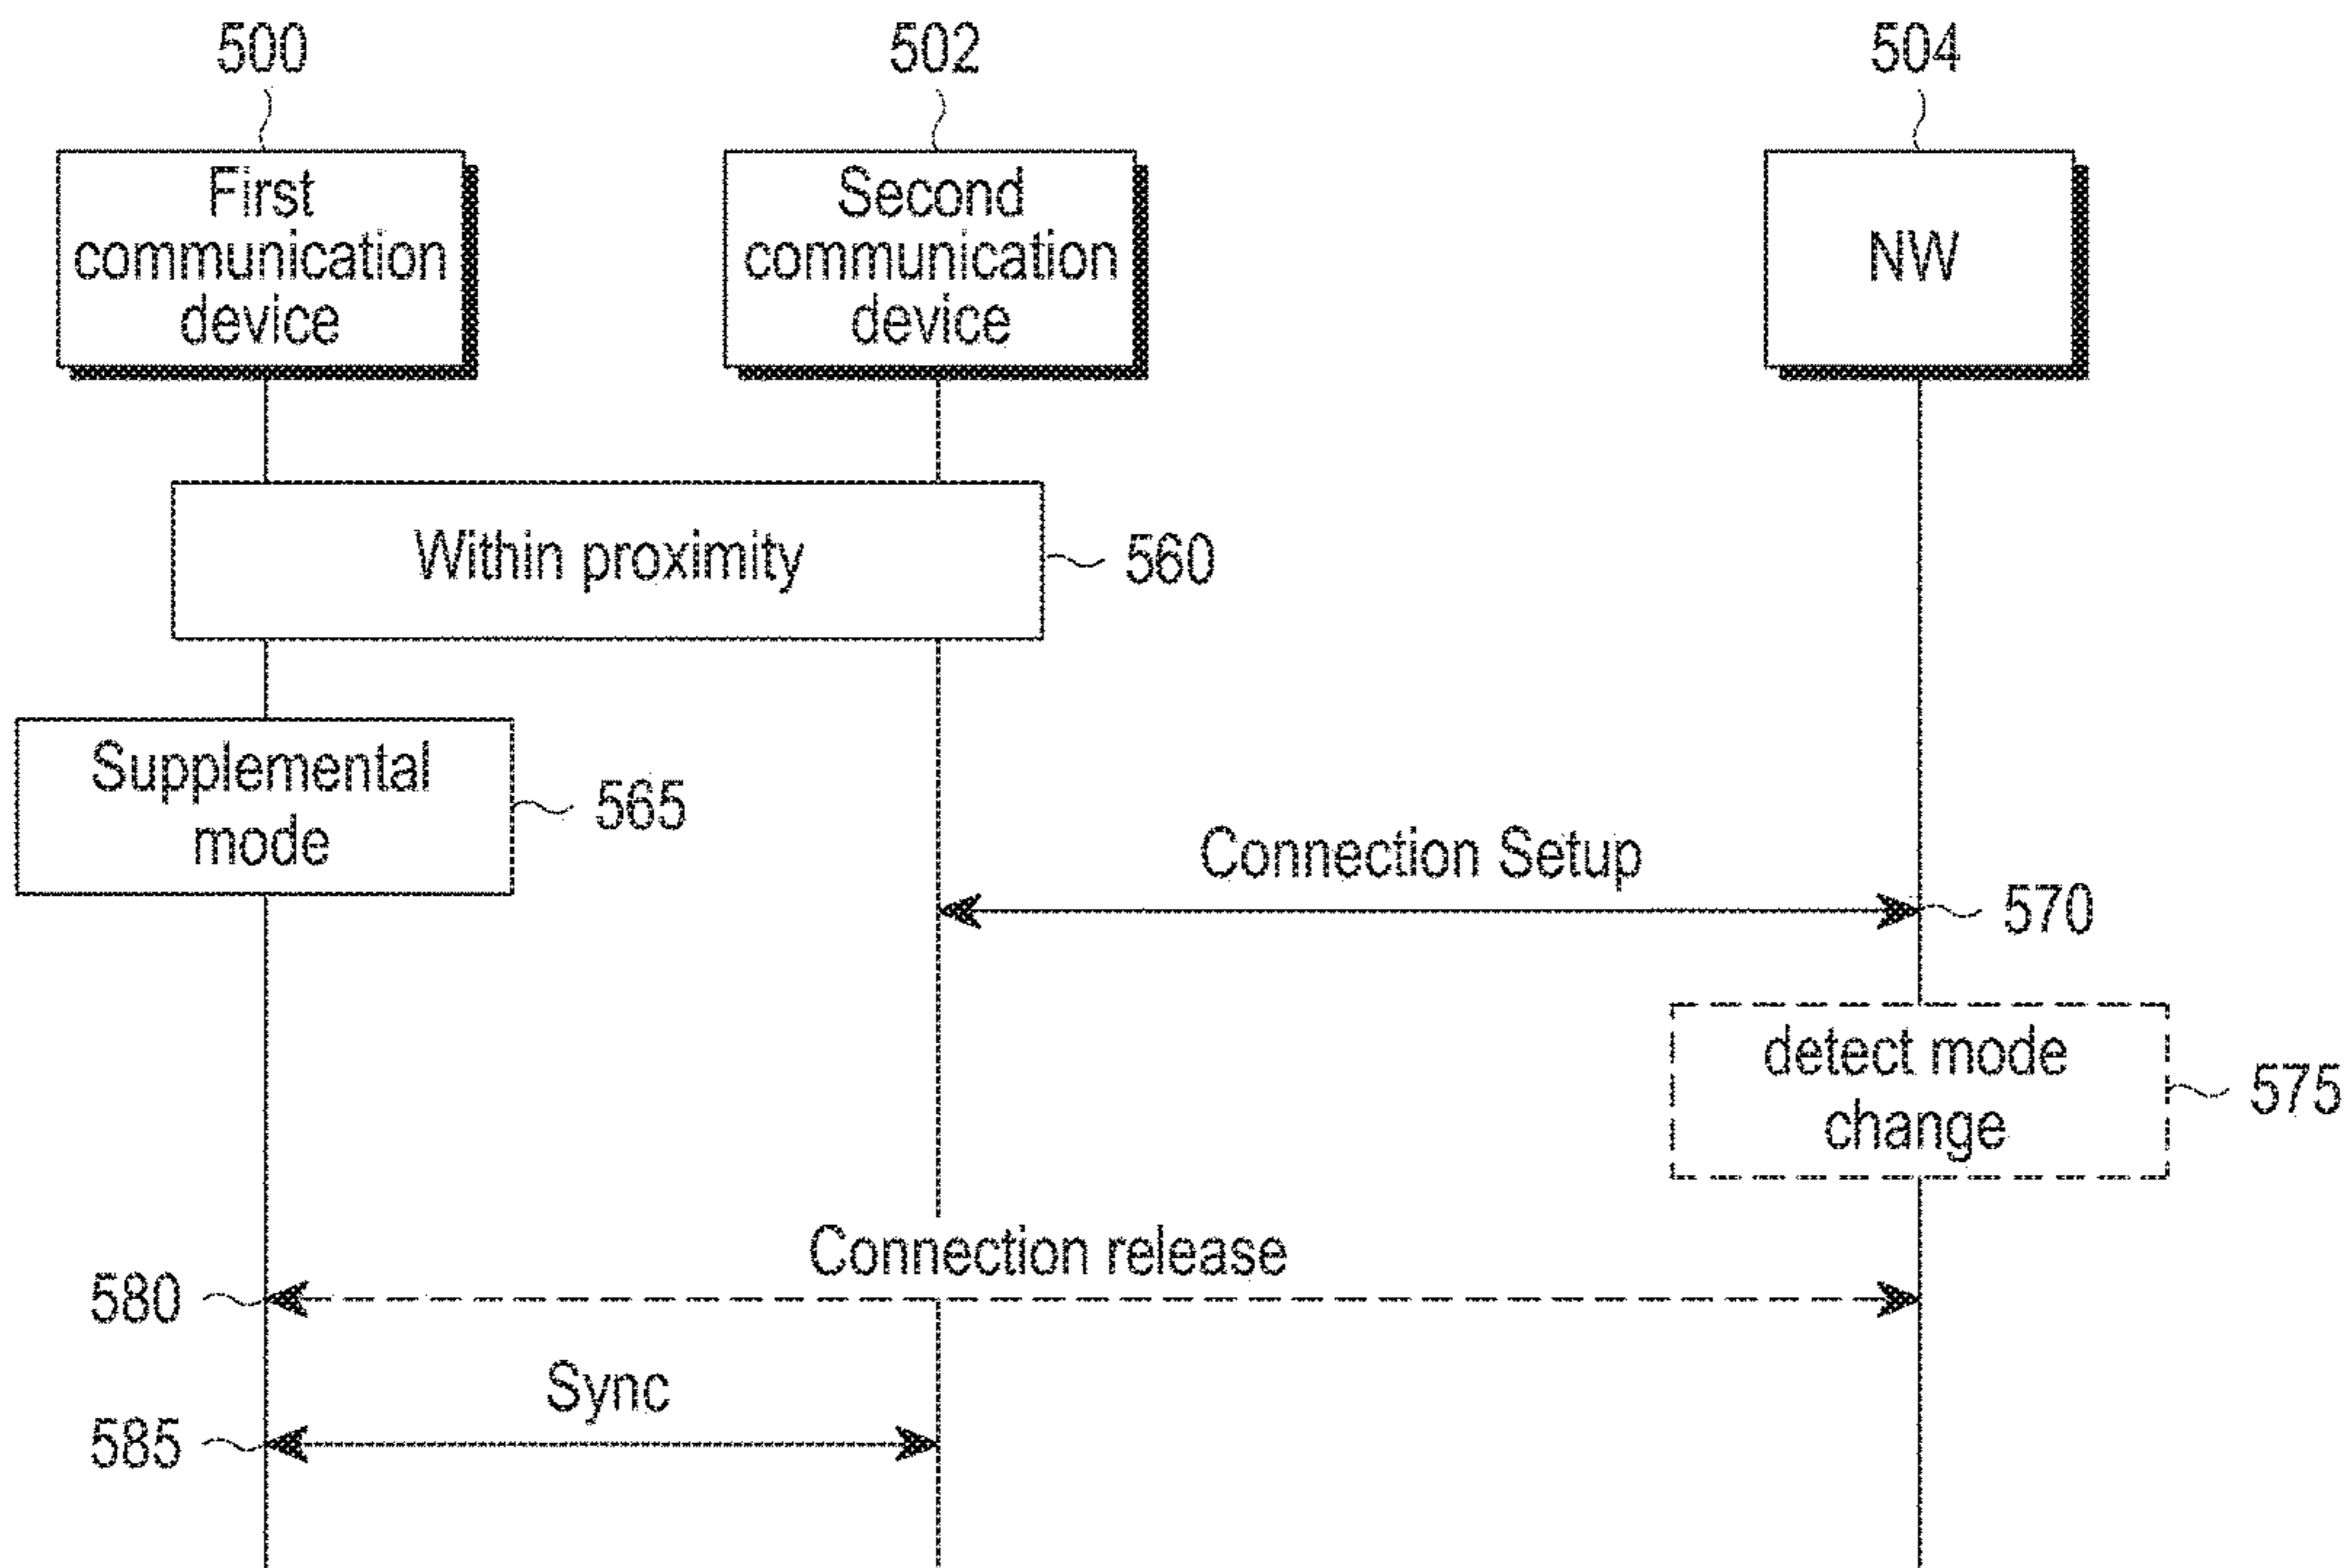 500
502
504
First
communication
device
Second
communication
device
NW
Within proximity
560
Supplemental
mode
565
Connection Setup
570
detect mode
change
575
Connection release
580
Sync
585